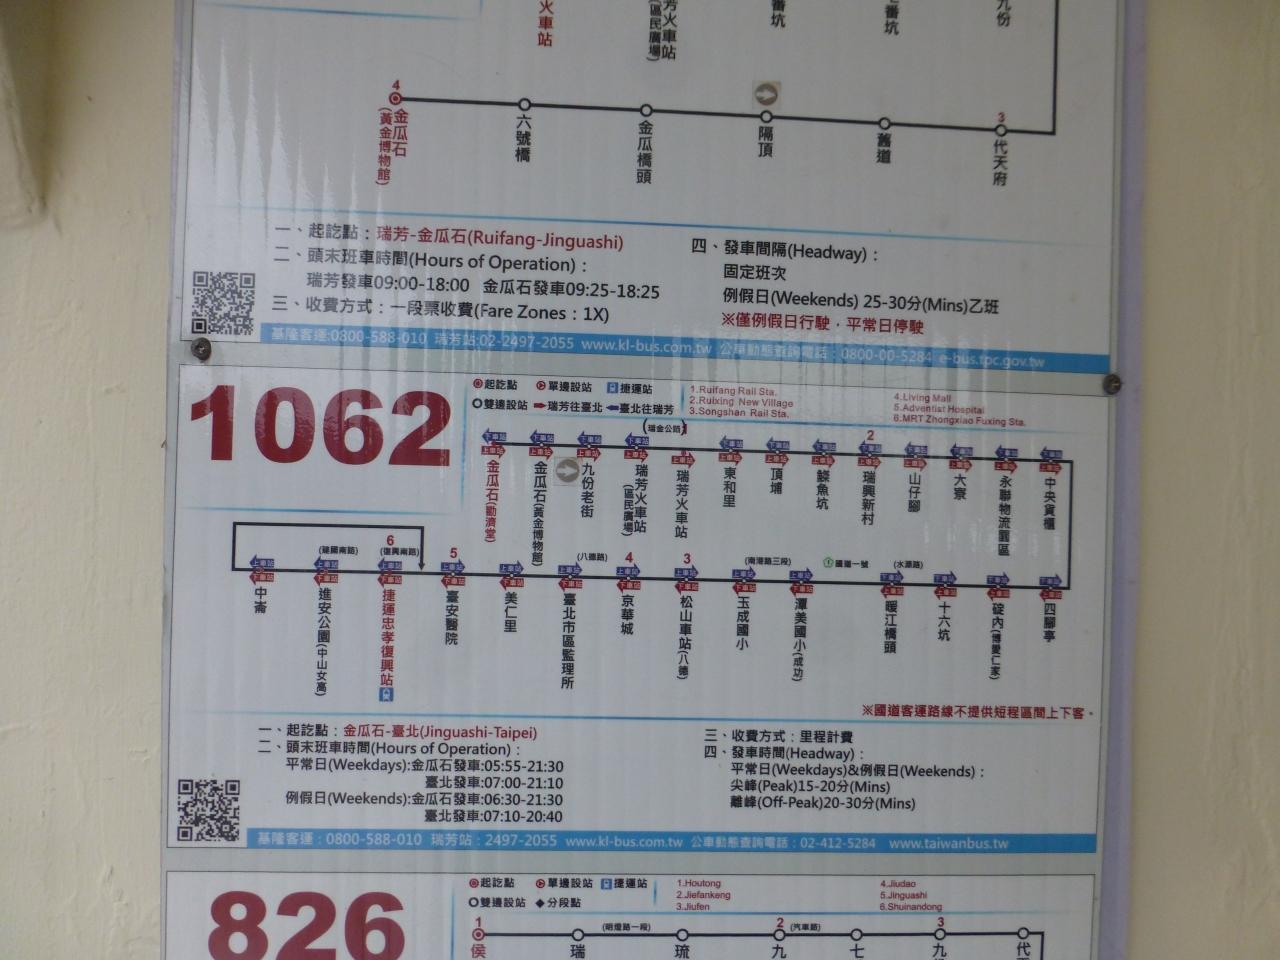 火車站
(區民廣場)
芳火車站
番坑
番坑
九份
4
金瓜石
(黃金博物館)
六號橋
金瓜橋頭
隔頂
舊道
3
代天府
一、起訖點：瑞芳-金瓜石(Ruifang-Jinguashi)
二、頭末班車時間(Hours of Operation)：
瑞芳發車09:00-18:00 金瓜石發車09:25-18:25
三、收費方式：一段票收費(Fare Zones：1X)
四、發車間隔(Headway)：
固定班次
例假日(Weekends) 25-30分(Mins)乙班
※僅例假日行駛，平常日停駛
基隆客運:0800-588-010 瑞芳站:02-2497-2055 www.kl-bus.com.tw 公車動態查詢電話：0800-00-5284 e-bus.tpc.gov.tw
1062
起訖點 單邊設站 捷運站
雙邊設站 瑞芳往臺北 臺北往瑞芳
1.Ruifang Rail Sta.
2.Ruixing New Village
3.Songshan Rail Sta.
4.Living Mall
5.Adventist Hospital
6.MRT Zhongxiao Fuxing Sta.
(瑞金公路)
1
2
金瓜石(勸濟堂)
金瓜石(黃金博物館)
九份老街
瑞芳火車站(區民廣場)
瑞芳火車站
東和里
頂埔
鰈魚坑
瑞興新村
山仔腳
大寮
永聯物流園區
中央貨櫃
(建國南路)
6
(復興南路)
5
(八德路)
4
3
(南港路三段)
國道一號
(水源路)
中崙
進安公園(中山女高)
捷運忠孝復興站
臺安醫院
美仁里
臺北市區監理所
京華城
松山車站(八德)
玉成國小
潭美國小(成功)
暖江橋頭
十六坑
碇內(博愛仁家)
四腳亭
※國道客運路線不提供短程區間上下客。
一、起訖點：金瓜石-臺北(Jinguashi-Taipei)
二、頭末班車時間(Hours of Operation)：
平常日(Weekdays):金瓜石發車:05:55-21:30
臺北發車:07:00-21:10
例假日(Weekends):金瓜石發車:06:30-21:30
臺北發車:07:10-20:40
三、收費方式：里程計費
四、發車時間(Headway)：
平常日(Weekdays)&例假日(Weekends)：
尖峰(Peak)15-20分(Mins)
離峰(Off-Peak)20-30分(Mins)
基隆客運：0800-588-010 瑞芳站：2497-2055 www.kl-bus.com.tw 公車動態查詢電話：02-412-5284 www.taiwanbus.tw
826
起訖點 單邊設站 捷運站
雙邊設站 分段點
1.Houtong
2.Jiefankeng
3.Jiufen
4.Jiudao
5.Jinguashi
6.Shuinandong
1
(明燈路一段)
2
(汽車路)
3
侯
瑞
琉
九
七
九
代